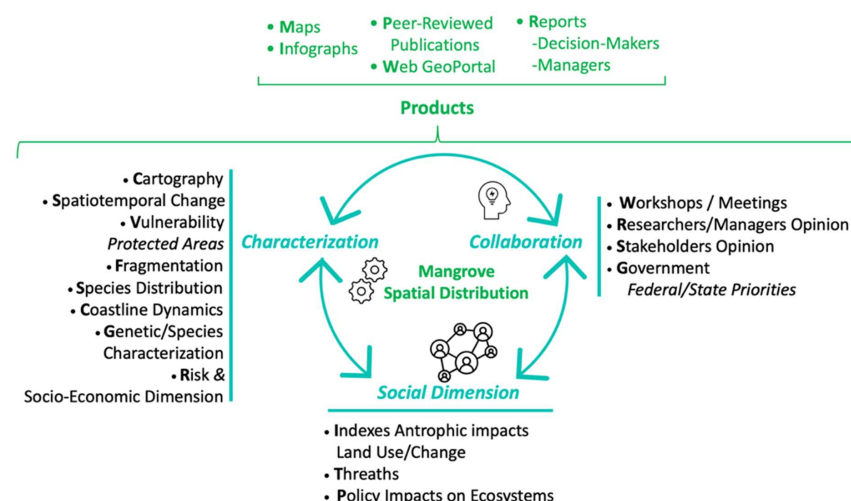 • Maps
• Infographs
• Peer-Reviewed
Publications
• Web GeoPortal
• Reports
-Decision-Makers
-Managers
Products
• Cartography
• Spatiotemporal Change
• Vulnerability
Protected Areas
• Fragmentation
• Species Distribution
• Coastline Dynamics
• Genetic/Species
Characterization
• Risk &
Socio-Economic Dimension
Characterization
Collaboration
Mangrove
Spatial Distribution
Social Dimension
• Workshops / Meetings
• Researchers/Managers Opinion
• Stakeholders Opinion
• Government
Federal/State Priorities
• Indexes Antrophic impacts
Land Use/Change
• Threaths
• Policy Impacts on Ecosystems